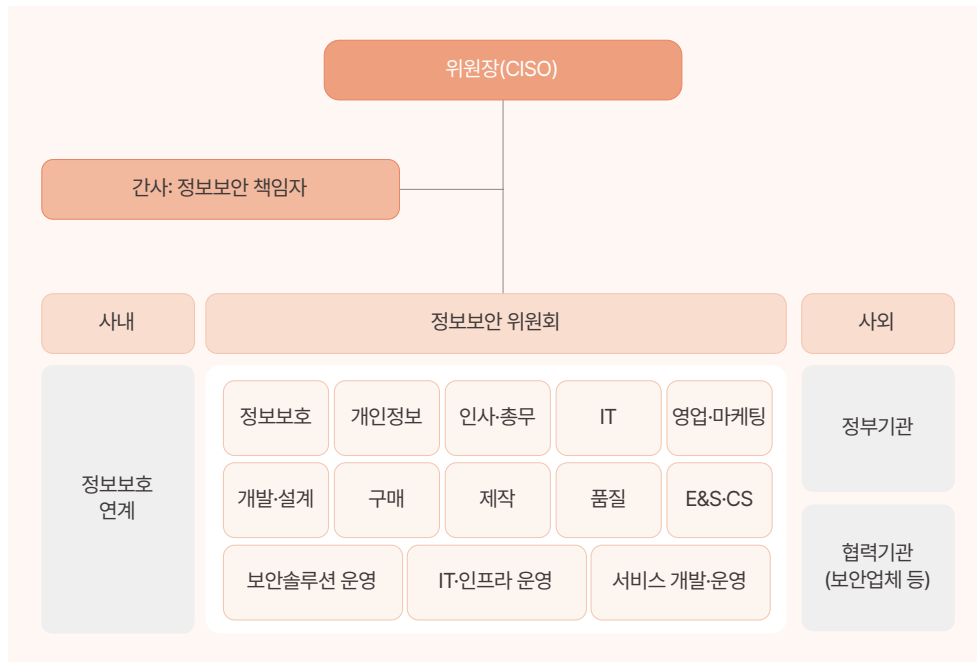 위원장(CISO)
간사: 정보보안 책임자
사내
정보보안 위원회
사외
정보보호
연계
정보보호
개인정보
인사·총무
IT
영업·마케팅
개발·설계
구매
제작
품질
E&S·CS
보안솔루션 운영
IT·인프라 운영
서비스 개발·운영
정부기관
협력기관
(보안업체 등)